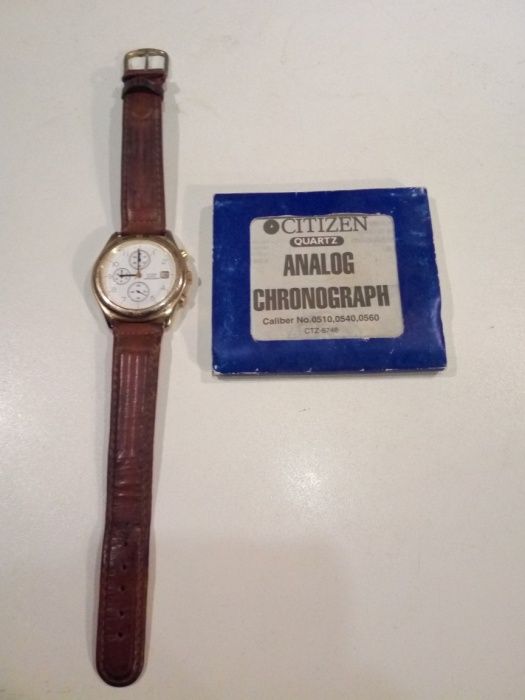 CITIZEN
QUARTZ
ANALOG
CHRONOGRAPH
Caliber No.0510,0540,0560